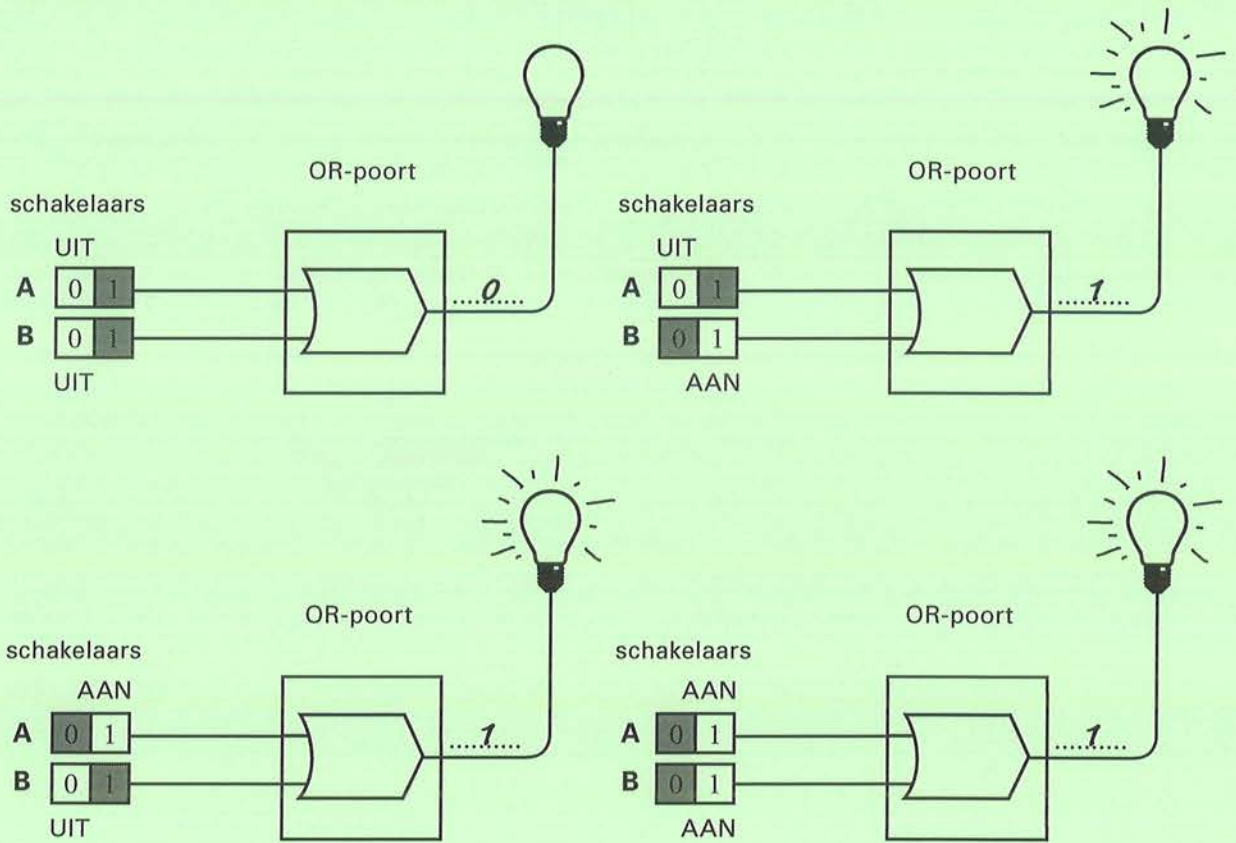 OR-poort
schakelaars
UIT
A 0 1
.....0.....
B 0 1
UIT
OR-poort
schakelaars
UIT
A 0 1
.....1.....
B 0 1
AAN
OR-poort
schakelaars
AAN
A 0 1
.....1.....
B 0 1
UIT
OR-poort
schakelaars
AAN
A 0 1
.....1.....
B 0 1
AAN